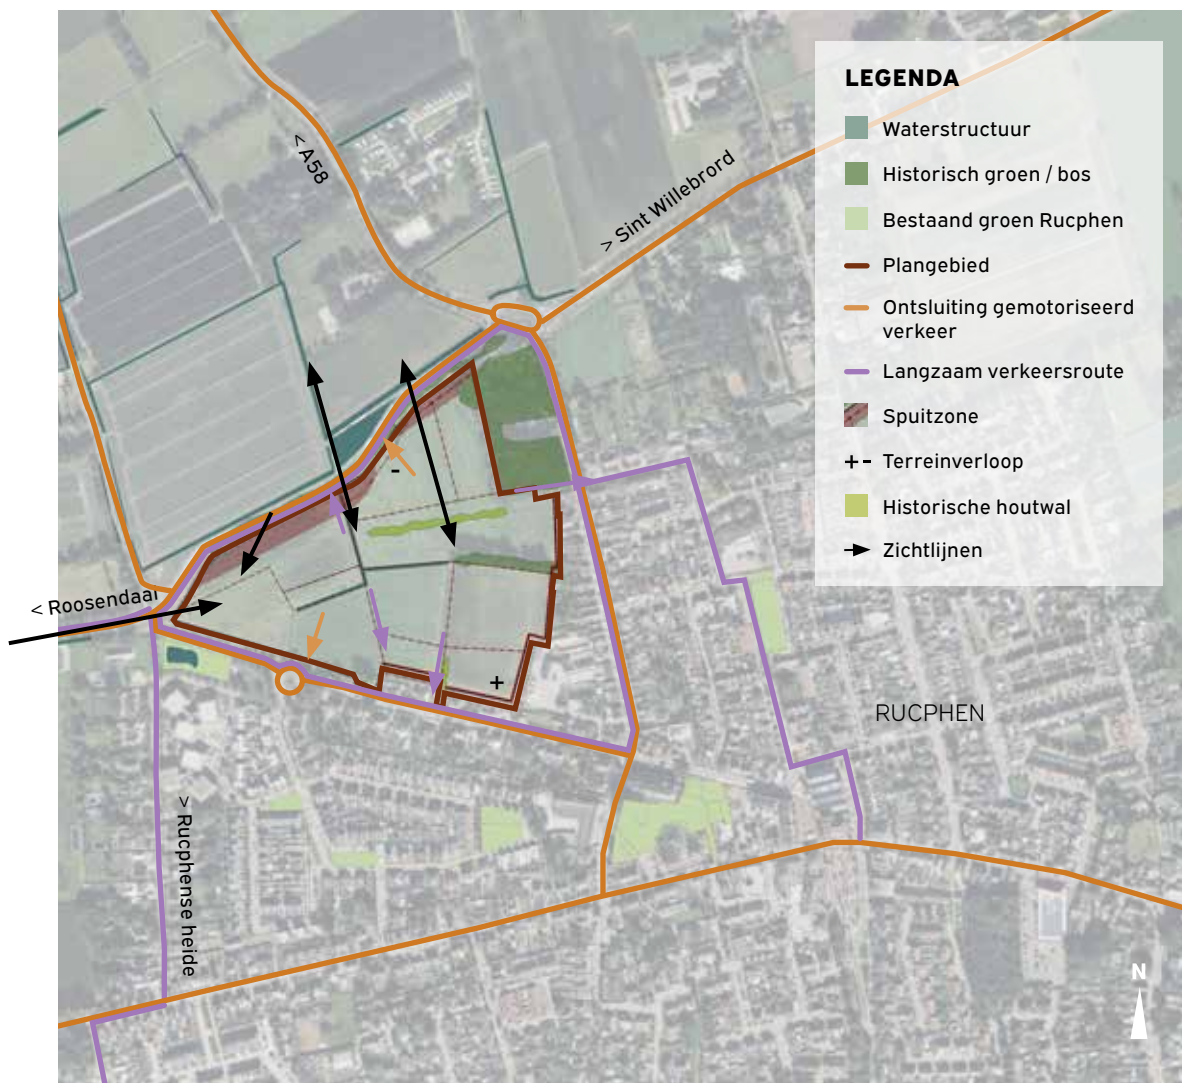 LEGENDA
Waterstructuur
Historisch groen / bos
Bestaand groen Rucphen
Plangebied
Ontsluiting gemotoriseerd
verkeer
Langzaam verkeersroute
Spuitzone
+- Terreinverloop
Historische houtwal
Zichtlijnen
< A58
> Sint Willebrord
-
< Roosendaal
+
RUCPHEN
> Rucphense heide
N